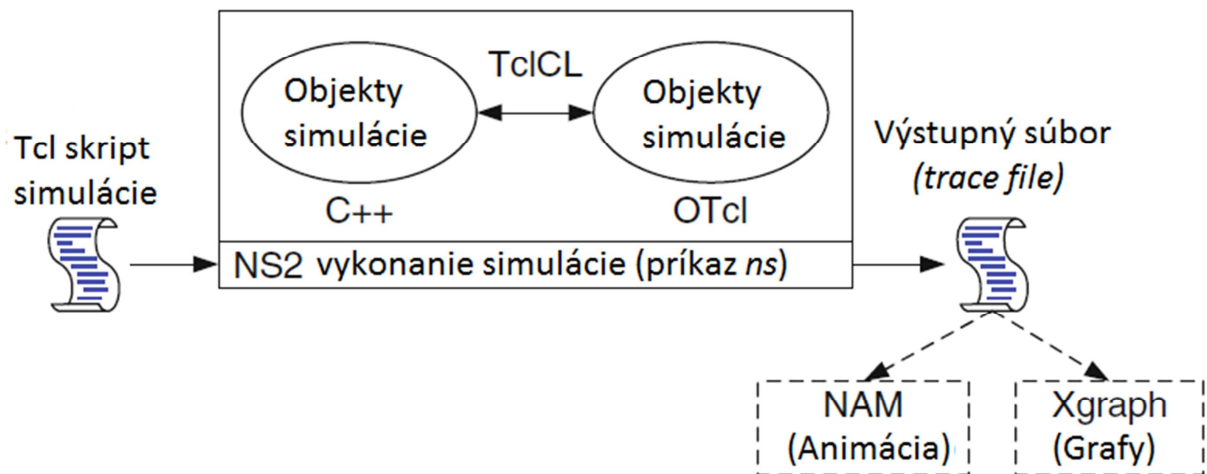 Tcl skript
simulácie
TclCL
Objekty
simulácie
Objekty
simulácie
C++
OTcl
NS2 vykonanie simulácie (príkaz ns)
Výstupný súbor
(trace file)
NAM
(Animácia)
Xgraph
(Grafy)